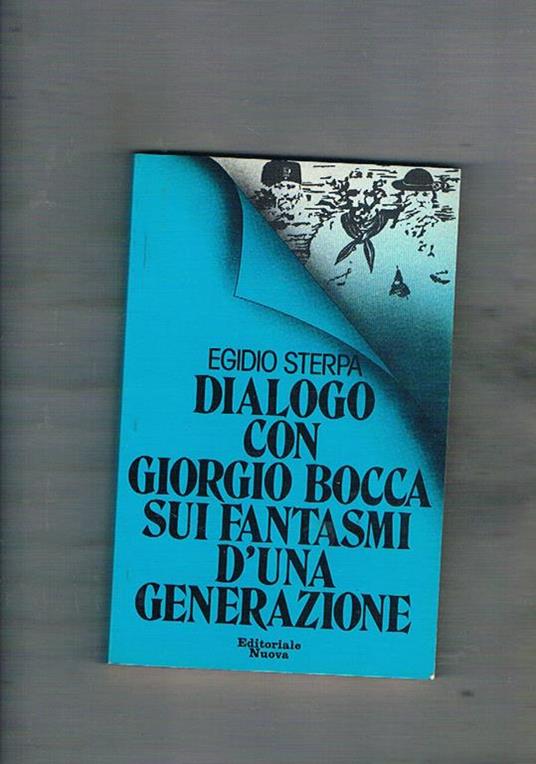 EGIDIO STERPA
DIALOGO
CON
GIORGIO BOCCA
SUI FANTASMI
D'UNA
GENERAZIONE
Editoriale
Nuova